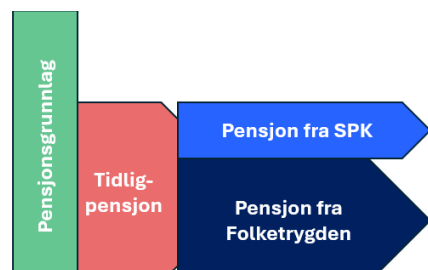 Pensjonsgrunnlag
Tidlig-
pensjon
Pensjon fra SPK
Pensjon fra
Folketrygden